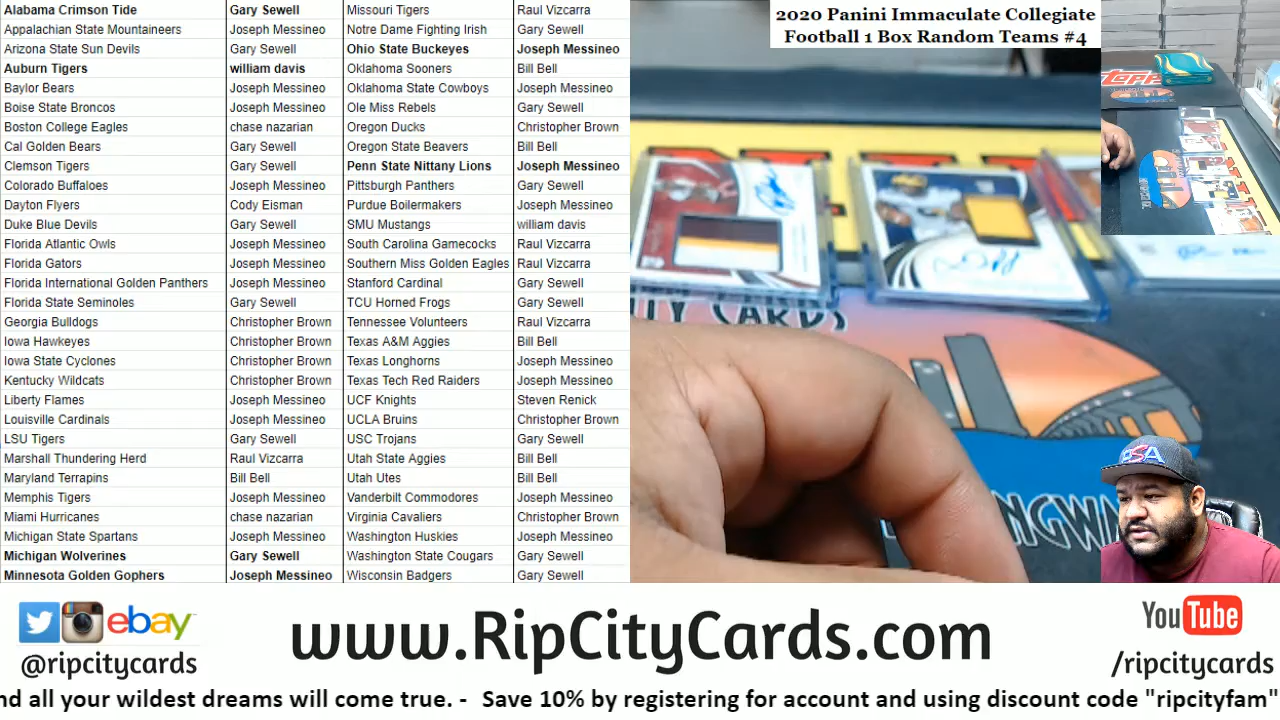 Alabama Crimson Tide Gary Sewell Missouri Tigers Raul Vizcarra
Appalachian State Mountaineers Joseph Messineo Notre Dame Fighting Irish Gary Sewell
Arizona State Sun Devils Gary Sewell Ohio State Buckeyes Joseph Messineo
Auburn Tigers william davis Oklahoma Sooners Bill Bell
Baylor Bears Joseph Messineo Oklahoma State Cowboys Joseph Messineo
Boise State Broncos Joseph Messineo Ole Miss Rebels Gary Sewell
Boston College Eagles chase nazarian Oregon Ducks Christopher Brown
Cal Golden Bears Gary Sewell Oregon State Beavers Bill Bell
Clemson Tigers Gary Sewell Penn State Nittany Lions Joseph Messineo
Colorado Buffaloes Joseph Messineo Pittsburgh Panthers Gary Sewell
Dayton Flyers Cody Eisman Purdue Boilermakers Joseph Messineo
Duke Blue Devils Gary Sewell SMU Mustangs william davis
Florida Atlantic Owls Joseph Messineo South Carolina Gamecocks Raul Vizcarra
Florida Gators Joseph Messineo Southern Miss Golden Eagles Raul Vizcarra
Florida International Golden Panthers Joseph Messineo Stanford Cardinal Gary Sewell
Florida State Seminoles Gary Sewell TCU Horned Frogs Gary Sewell
Georgia Bulldogs Christopher Brown Tennessee Volunteers Raul Vizcarra
Iowa Hawkeyes Christopher Brown Texas A&M Aggies Bill Bell
Iowa State Cyclones Christopher Brown Texas Longhorns Joseph Messineo
Kentucky Wildcats Christopher Brown Texas Tech Red Raiders Joseph Messineo
Liberty Flames Joseph Messineo UCF Knights Steven Renick
Louisville Cardinals Joseph Messineo UCLA Bruins Christopher Brown
LSU Tigers Gary Sewell USC Trojans Gary Sewell
Marshall Thundering Herd Raul Vizcarra Utah State Aggies Bill Bell
Maryland Terrapins Bill Bell Utah Utes Bill Bell
Memphis Tigers Joseph Messineo Vanderbilt Commodores Joseph Messineo
Miami Hurricanes chase nazarian Virginia Cavaliers Christopher Brown
Michigan State Spartans Joseph Messineo Washington Huskies Joseph Messineo
Michigan Wolverines Gary Sewell Washington State Cougars Gary Sewell
Minnesota Golden Gophers Joseph Messineo Wisconsin Badgers Gary Sewell
2020 Panini Immaculate Collegiate
Football 1 Box Random Teams #4
TOPPS
ITY CARDS
PSA
ebay
@ripcitycards
www.RipCityCards.com
YouTube
/ripcitycards
nd all your wildest dreams will come true. - Save 10% by registering for account and using discount code "ripcityfam"